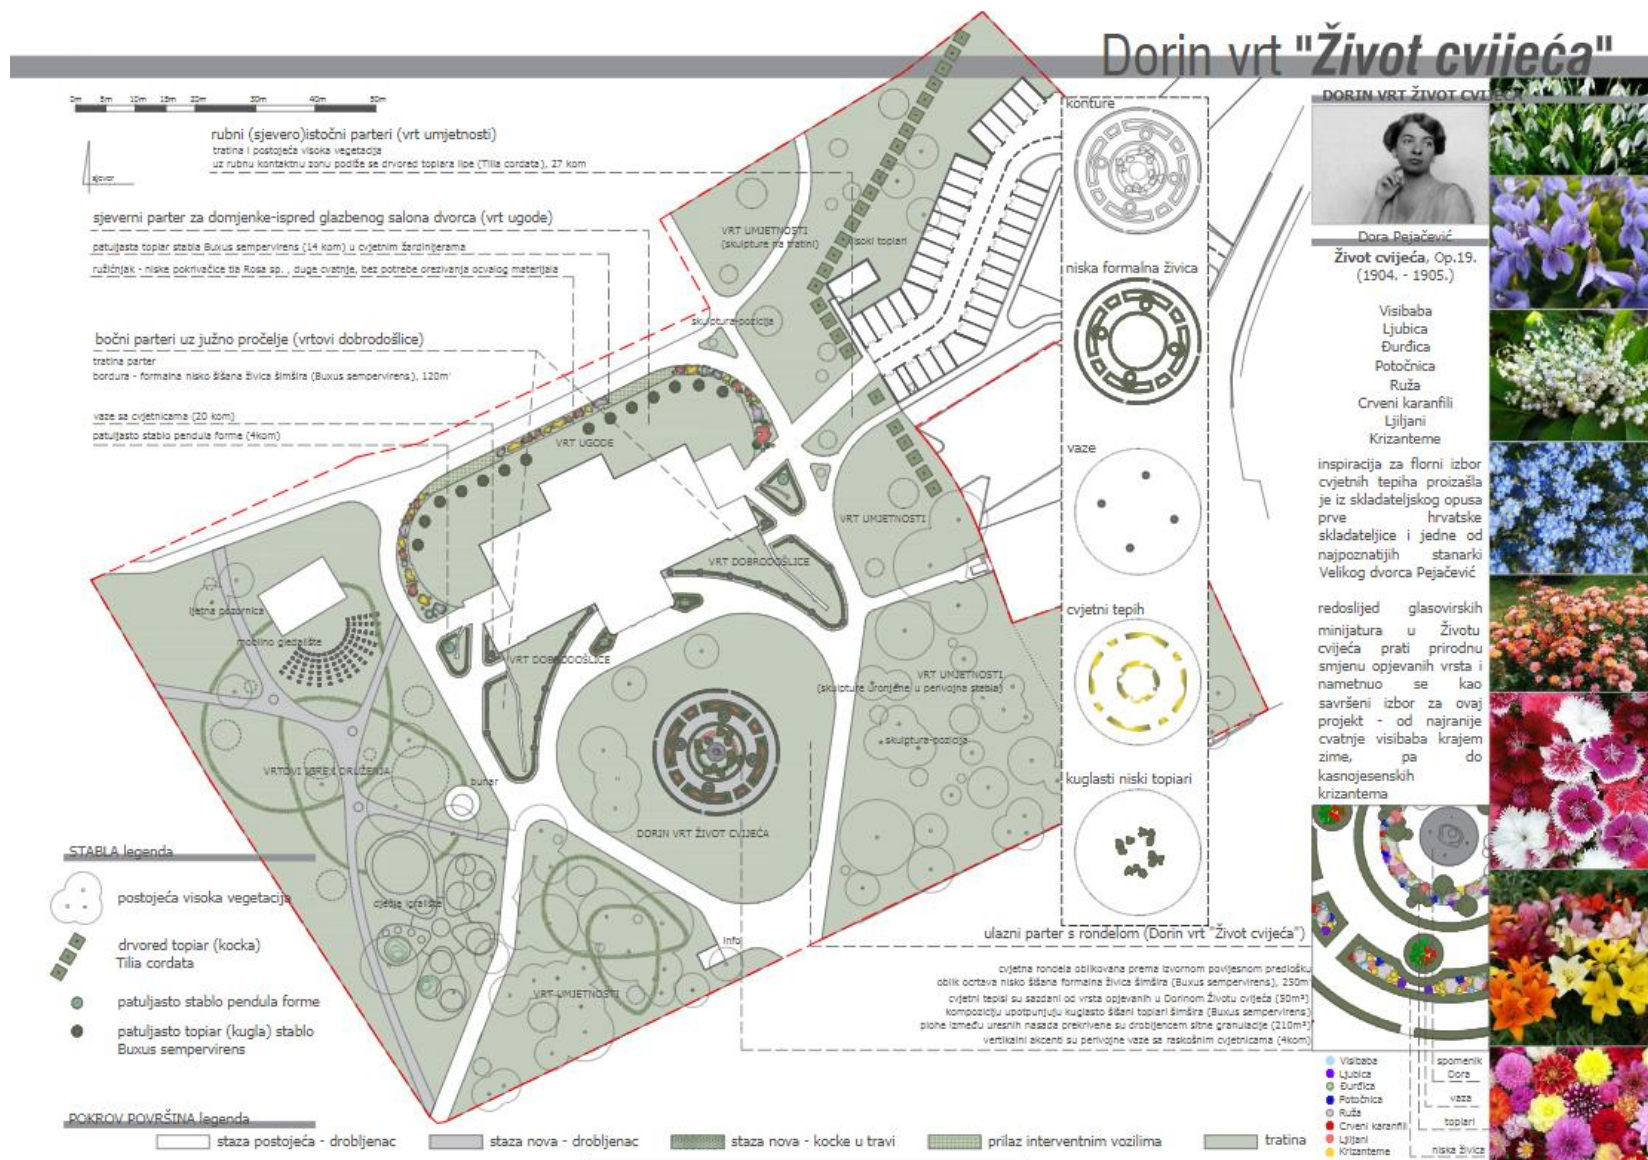 Dorin vrt "Život cvijeća"
0m 5m 10m 15m 20m 30m 40m 50m
sjever
rubni (sjevero)istočni parteri (vrt umjetnosti)
tratina i postojeća visoka vegetacija
uz rubnu kontaktnu zonu podiže se drvored topiara lipe (Tilia cordata), 27 kom
sjeverni parter za domjenke-ispred glazbenog salona dvorca (vrt ugode)
patuljasta topiar stabla Buxus sempervirens (14 kom) u cvjetnim žardinijerama
ružičnjak - niske pokrivačice tla Rosa sp. , duge cvatnje, bez potrebe orezivanja ocvalog materijala
bočni parteri uz južno pročelje (vrtovi dobrodošlice)
tratina parter
bordura - formalna nisko šišana živica šimšira (Buxus sempervirens), 120m'
vaze sa cvjetnicama (20 kom)
patuljasto stablo pendula forme (4kom)
VRT UMJETNOSTI
(skulpture na tratini)
visoki topiari
skulptura-pozicija
VRT UGODE
VRT UMJETNOSTI
VRT DOBRODOŠLICE
ljetna pozornica
mobilno gledalište
VRT DOBRODOŠLICE
VRT UMJETNOSTI
(skulpture uronjene u perivojna stabla)
skulptura-pozicija
VRTOVI IGRE I DRUŽENJA
bunar
DORIN VRT ŽIVOT CVIJEĆA
dječje igralište
info
VRT UMJETNOSTI
konture
niska formalna živica
vaze
cvjetni tepih
kuglasti niski topiari
ulazni parter s rondelom (Dorin vrt "Život cvijeća")
cvjetna rondela oblikovana prema izvornom povijesnom predlošku
oblik ocrtava nisko šišana formalna živica šimšira (Buxus sempervirens), 230m'
cvjetni tepisi su sazdani od vrsta opjevanih u Dorinom Životu cvijeća (30m²)
kompoziciju upotpunjuju kuglasto šišani topiari šimšira (Buxus sempervirens)
plohe između uresnih nasada prekrivene su drobljencem sitne granulacije (210m²)
vertikalni akcenti su perivojne vaze sa raskošnim cvjetnicama (4kom)
DORIN VRT ŽIVOT CVIJEĆA
Dora Pejačević
Život cvijeća, Op.19.
(1904. - 1905.)
Visibaba
Ljubica
Đurđica
Potočnica
Ruža
Crveni karanfili
Ljiljani
Krizanteme
inspiracija za florni izbor
cvjetnih tepiha proizašla
je iz skladateljskog opusa
prve hrvatske
skladateljice i jedne od
najpoznatijih stanarki
Velikog dvorca Pejačević
redoslijed glasovirskih
minijatura u Životu
cvijeća prati prirodnu
smjenu opjevanih vrsta i
nametnuo se kao
savršeni izbor za ovaj
projekt - od najranije
cvatnje visibaba krajem
zime, pa do
kasnojesenskih
krizantema
Visibaba
Ljubica
Đurđica
Potočnica
Ruža
Crveni karanfili
Ljiljani
Krizanteme
spomenik
Dora
vaza
topiari
niska živica
STABLA legenda
postojeća visoka vegetacija
drvored topiar (kocka)
Tilia cordata
patuljasto stablo pendula forme
patuljasto topiar (kugla) stablo
Buxus sempervirens
POKROV POVRŠINA legenda
staza postojeća - drobljenac
staza nova - drobljenac
staza nova - kocke u travi
prilaz interventnim vozilima
tratina